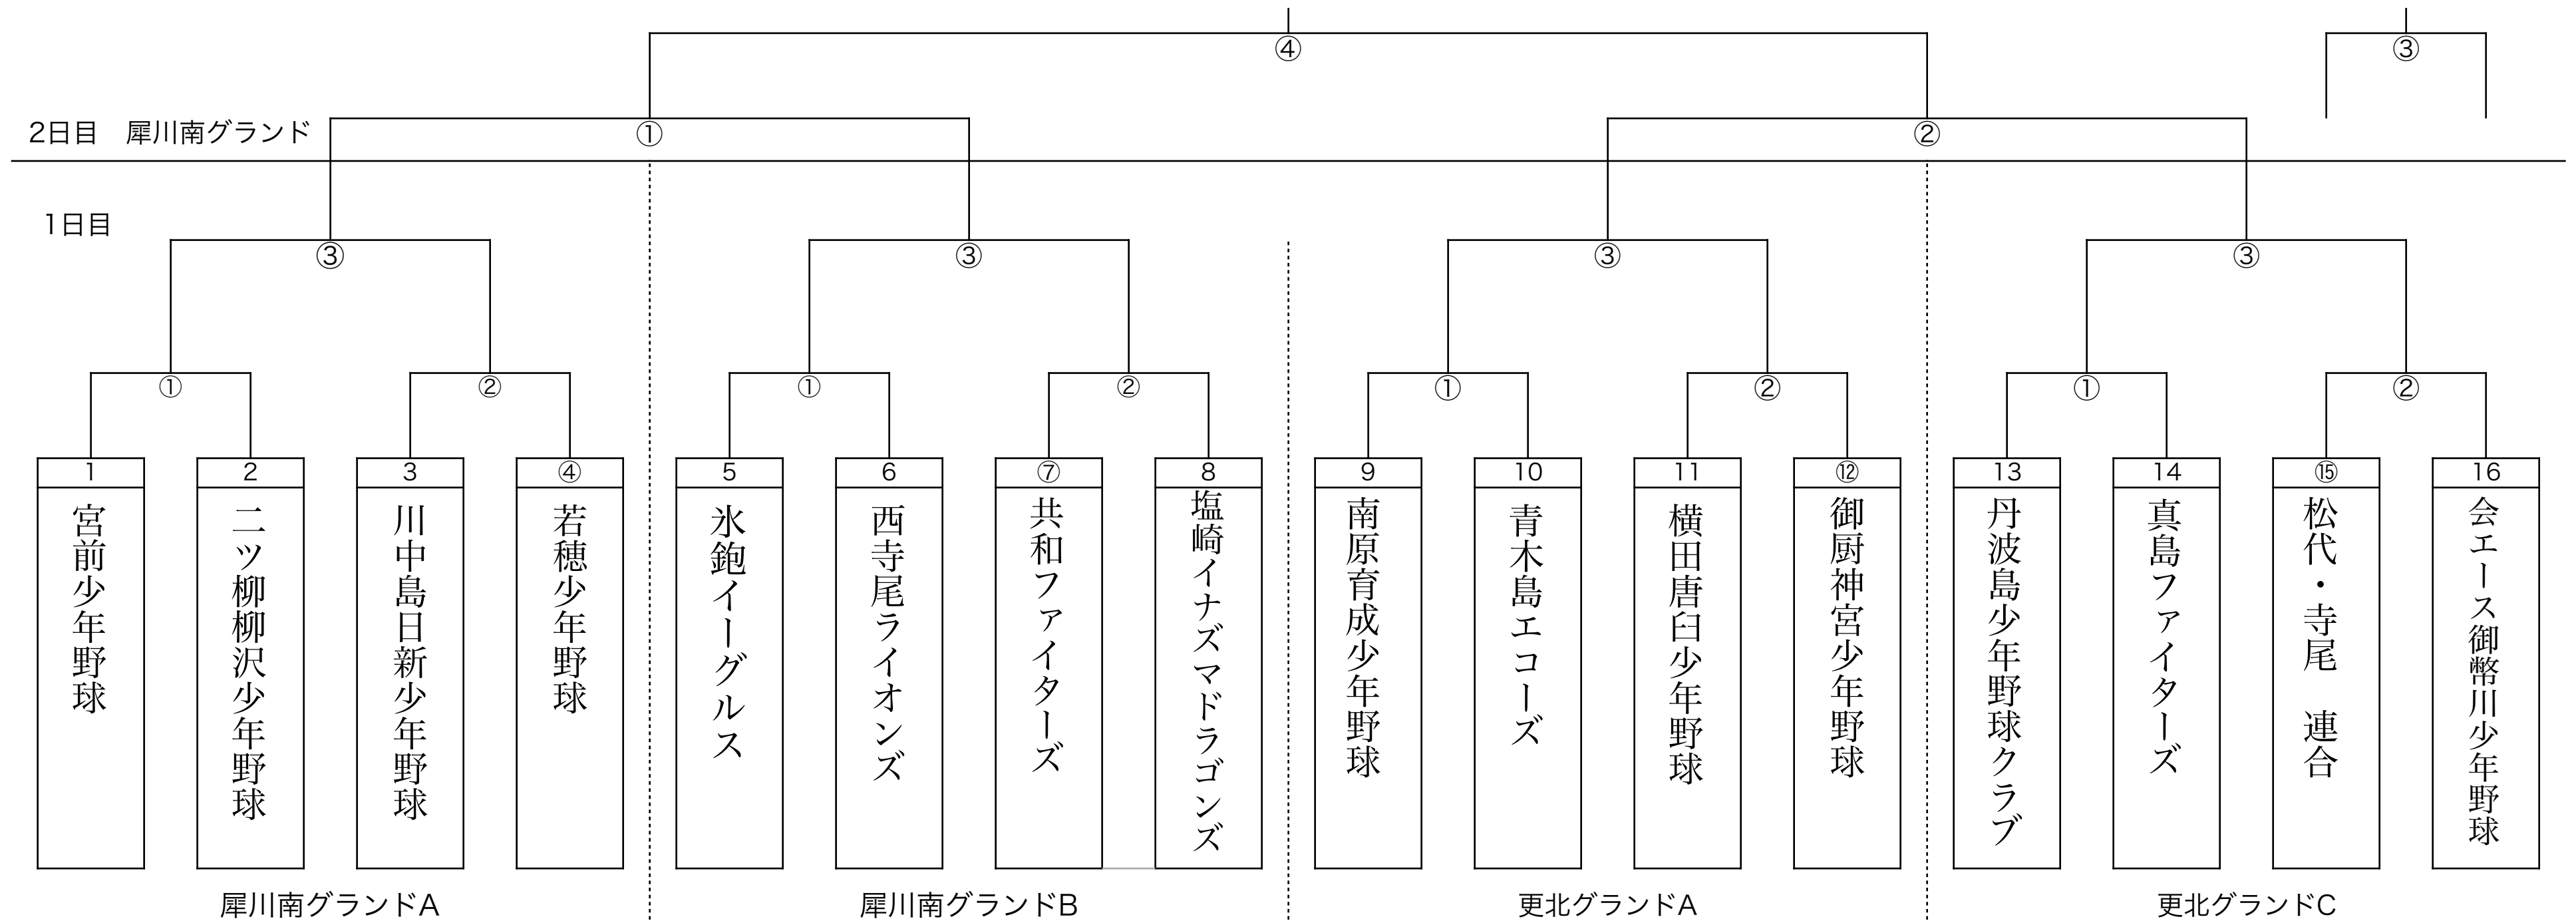 ④
③
2日目　犀川南グランド
①
②
1日目
③
③
③
③
①
②
①
②
①
②
①
②
1
2
3
④
5
6
⑦
8
9
10
11
⑫
13
14
⑮
16
宮前少年野球
二ツ柳柳沢少年野球
川中島日新少年野球
若穂少年野球
氷鉋イーグルス
西寺尾ライオンズ
共和ファイターズ
塩崎イナズマドラゴンズ
南原育成少年野球
青木島エコーズ
横田唐臼少年野球
御厨神宮少年野球
丹波島少年野球クラブ
真島ファイターズ
松代・寺尾　連合
会エース御幣川少年野球
犀川南グランドA
犀川南グランドB
更北グランドA
更北グランドC